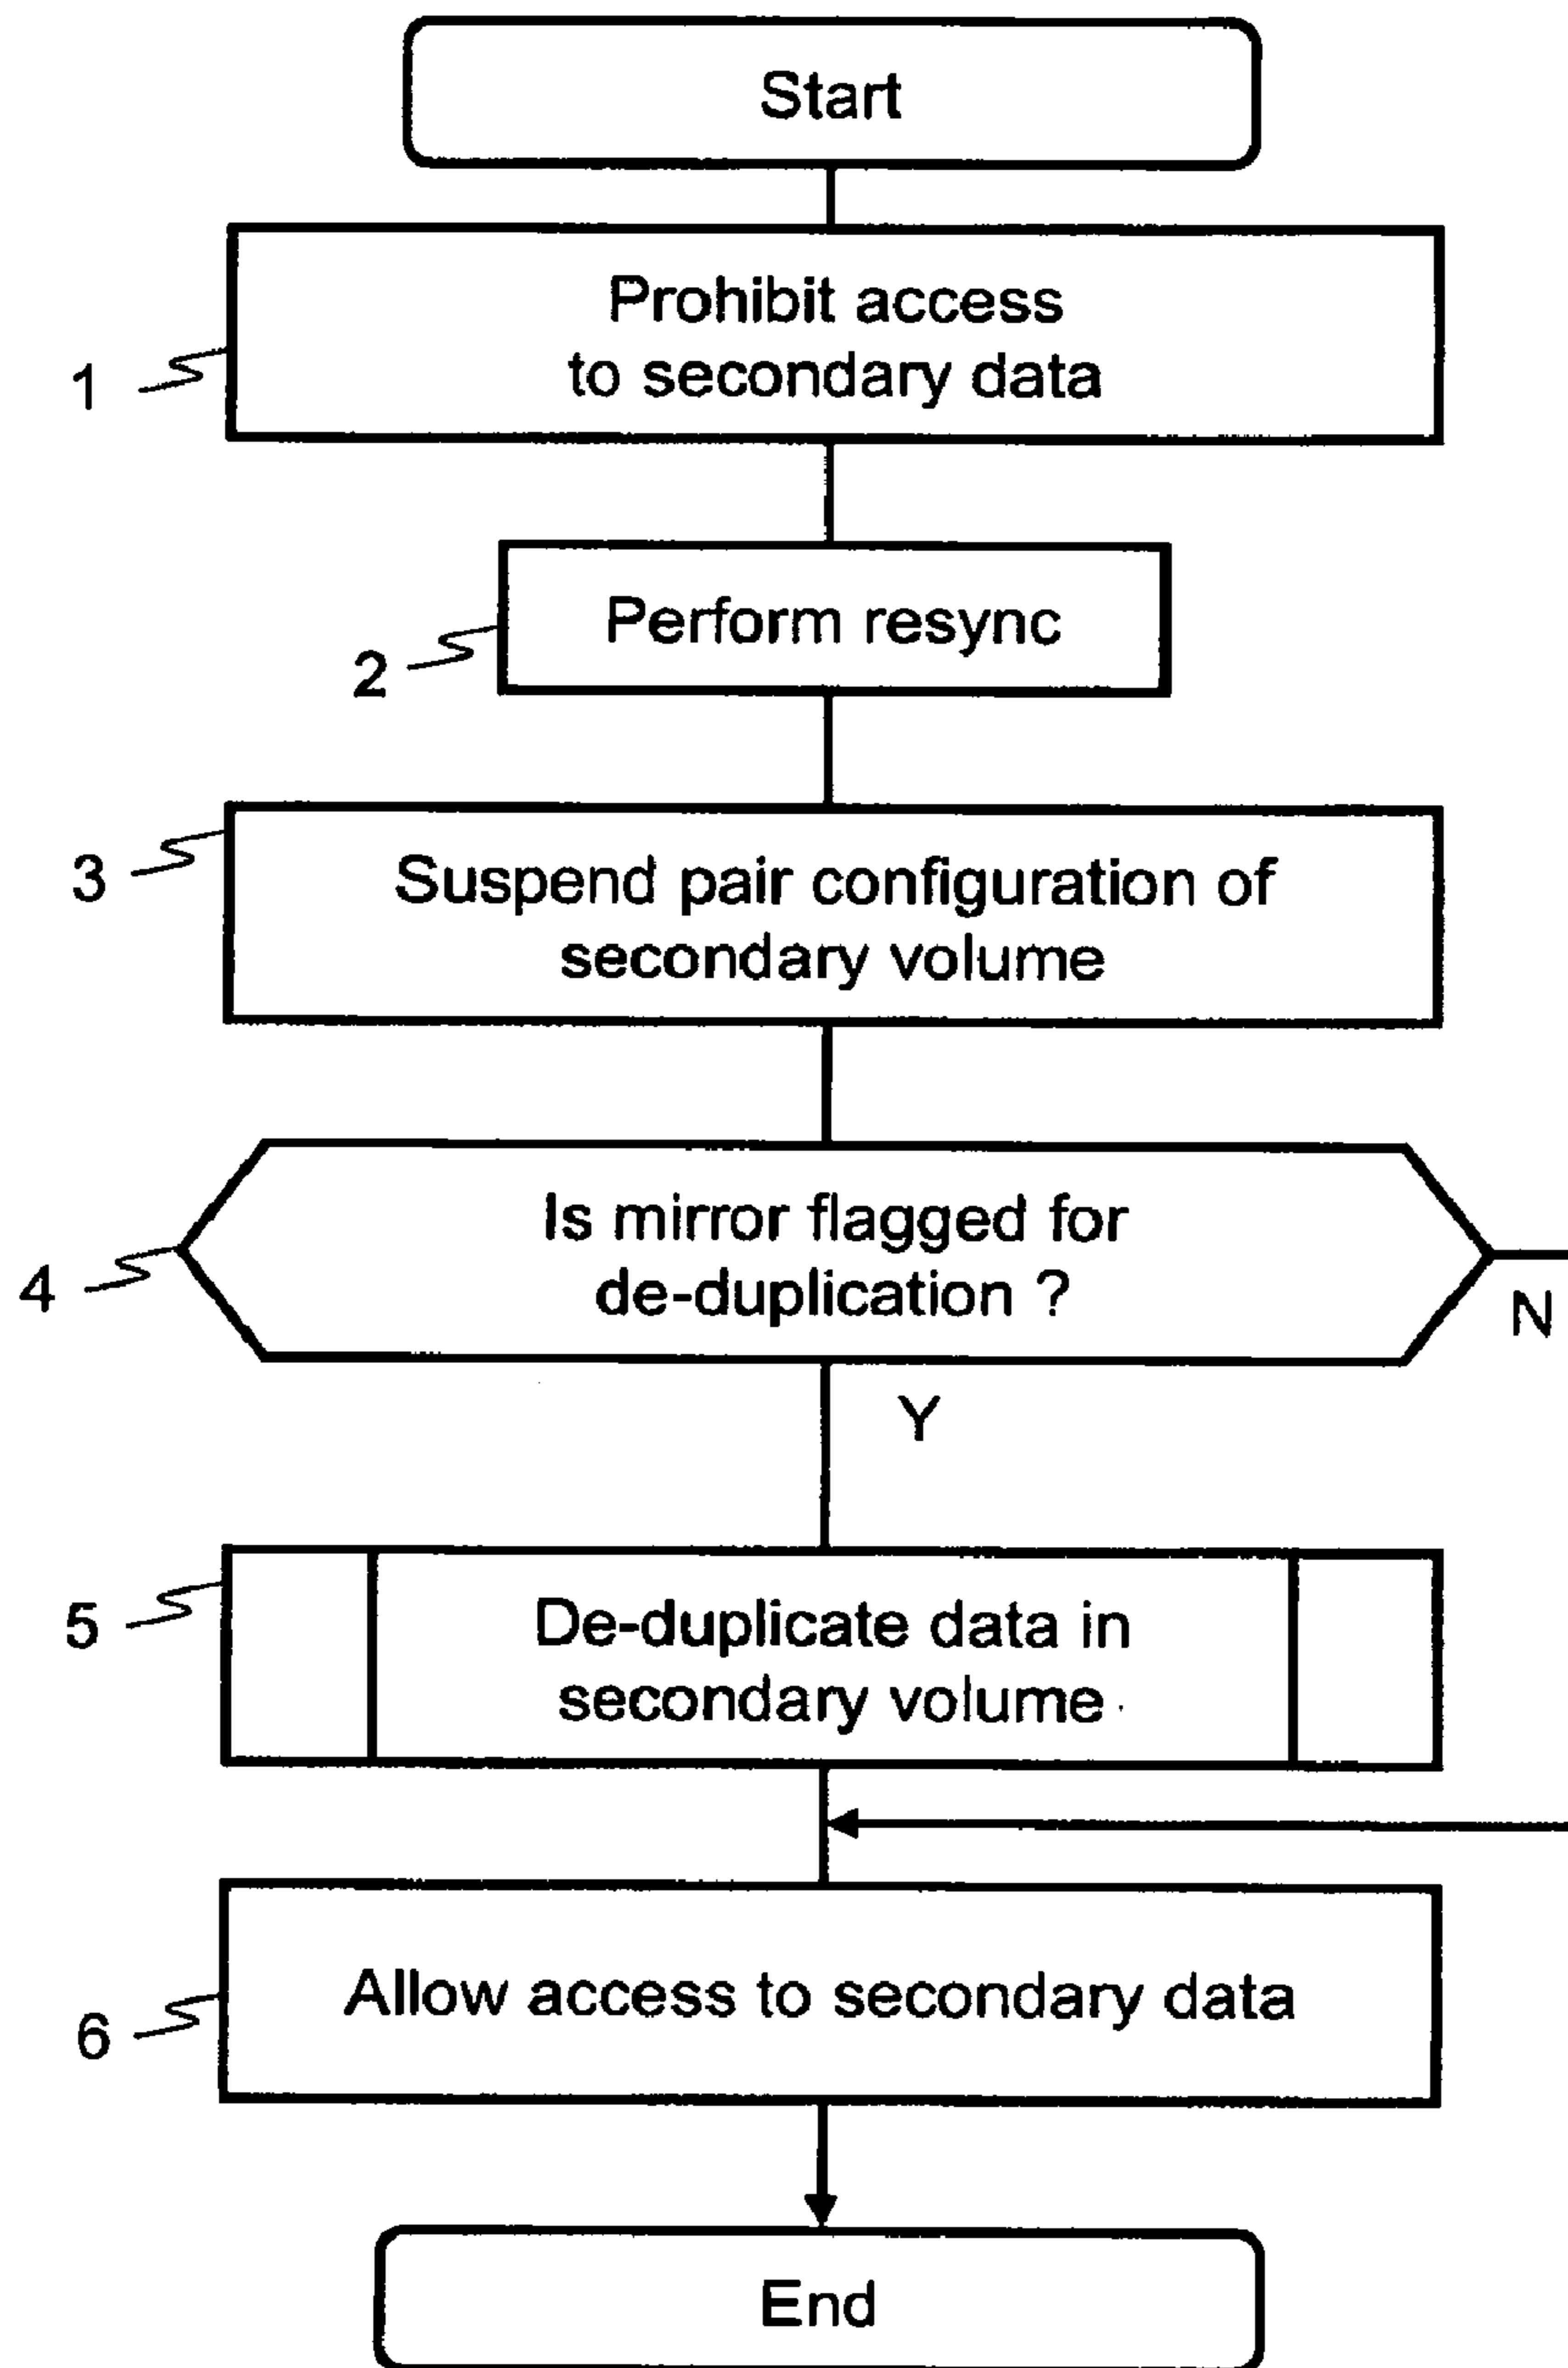 Start
Prohibit access
to secondary data
1
Perform resync
2
Suspend pair configuration of
secondary volume
3
Is mirror flagged for
de-duplication ?
4
N
Y
De-duplicate data in
secondary volume
5
Allow access to secondary data
6
End